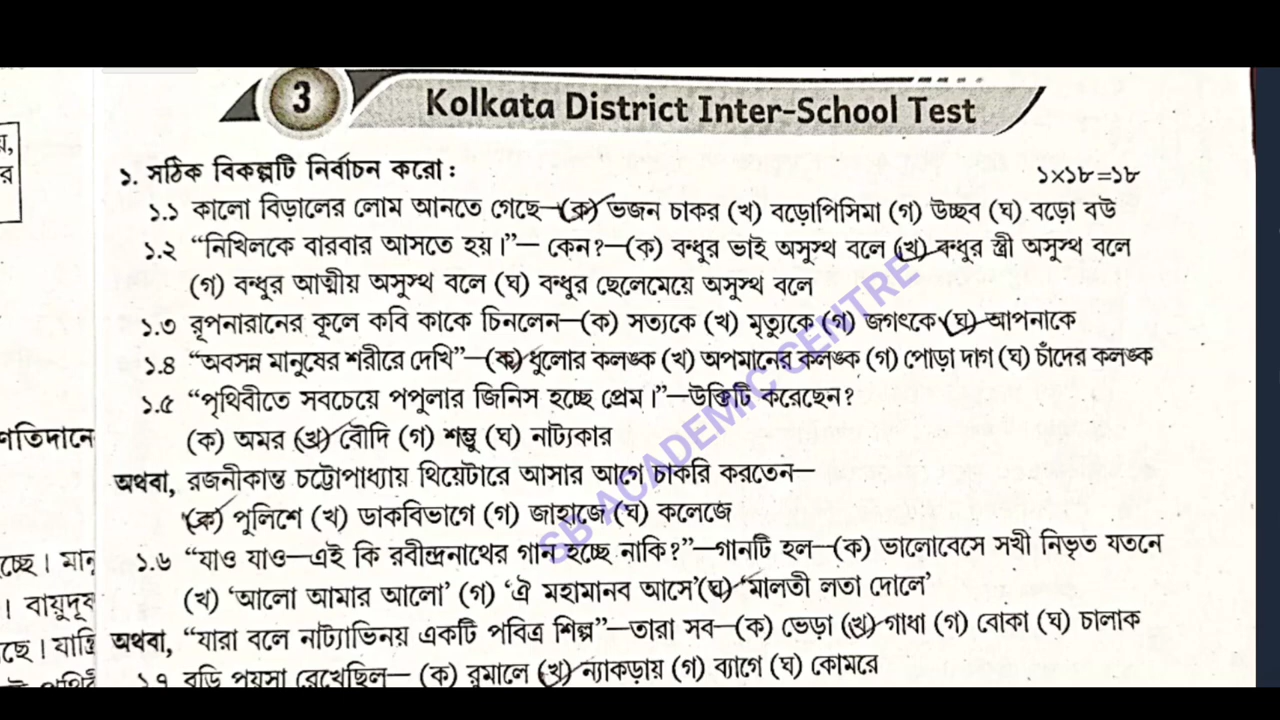 3
Kolkata District Inter-School Test
১. সঠিক বিকল্পটি নির্বাচন করো : ১×১৮=১৮
১.১ কালো বিড়ালের লোম আনতে গেছে—(ক) ভজন চাকর (খ) বড়োপিসিমা (গ) উচ্ছব (ঘ) বড়ো বউ
১.২ “নিখিলকে বারবার আসতে হয়।”— কেন?—(ক) বন্ধুর ভাই অসুস্থ বলে (খ) বন্ধুর স্ত্রী অসুস্থ বলে
(গ) বন্ধুর আত্মীয় অসুস্থ বলে (ঘ) বন্ধুর ছেলেমেয়ে অসুস্থ বলে
১.৩ রূপনারানের কূলে কবি কাকে চিনলেন—(ক) সত্যকে (খ) মৃত্যুকে (গ) জগৎকে (ঘ) আপনাকে
১.৪ “অবসন্ন মানুষের শরীরে দেখি”—(ক) ধুলোর কলঙ্ক (খ) অপমানের কলঙ্ক (গ) পোড়া দাগ (ঘ) চাঁদের কলঙ্ক
১.৫ “পৃথিবীতে সবচেয়ে পপুলার জিনিস হচ্ছে প্রেম।”—উক্তিটি করেছেন?
(ক) অমর (খ) বৌদি (গ) শম্ভু (ঘ) নাট্যকার
অথবা, রজনীকান্ত চট্টোপাধ্যায় থিয়েটারে আসার আগে চাকরি করতেন—
(ক) পুলিশে (খ) ডাকবিভাগে (গ) জাহাজে (ঘ) কলেজে
১.৬ “যাও যাও—এই কি রবীন্দ্রনাথের গান হচ্ছে নাকি?”—গানটি হল—(ক) ভালোবেসে সখী নিভৃত যতনে
(খ) ‘আলো আমার আলো’ (গ) ‘ঐ মহামানব আসে’ (ঘ) ‘মালতী লতা দোলে’
অথবা, “যারা বলে নাট্যাভিনয় একটি পবিত্র শিল্প”—তারা সব—(ক) ভেড়া (খ) গাধা (গ) বোকা (ঘ) চালাক
১.৭ বুড়ি পয়সা রেখেছিল— (ক) রুমালে (খ) ন্যাকড়ায় (গ) ব্যাগে (ঘ) কোমরে
SB ACADEMIC CENTRE